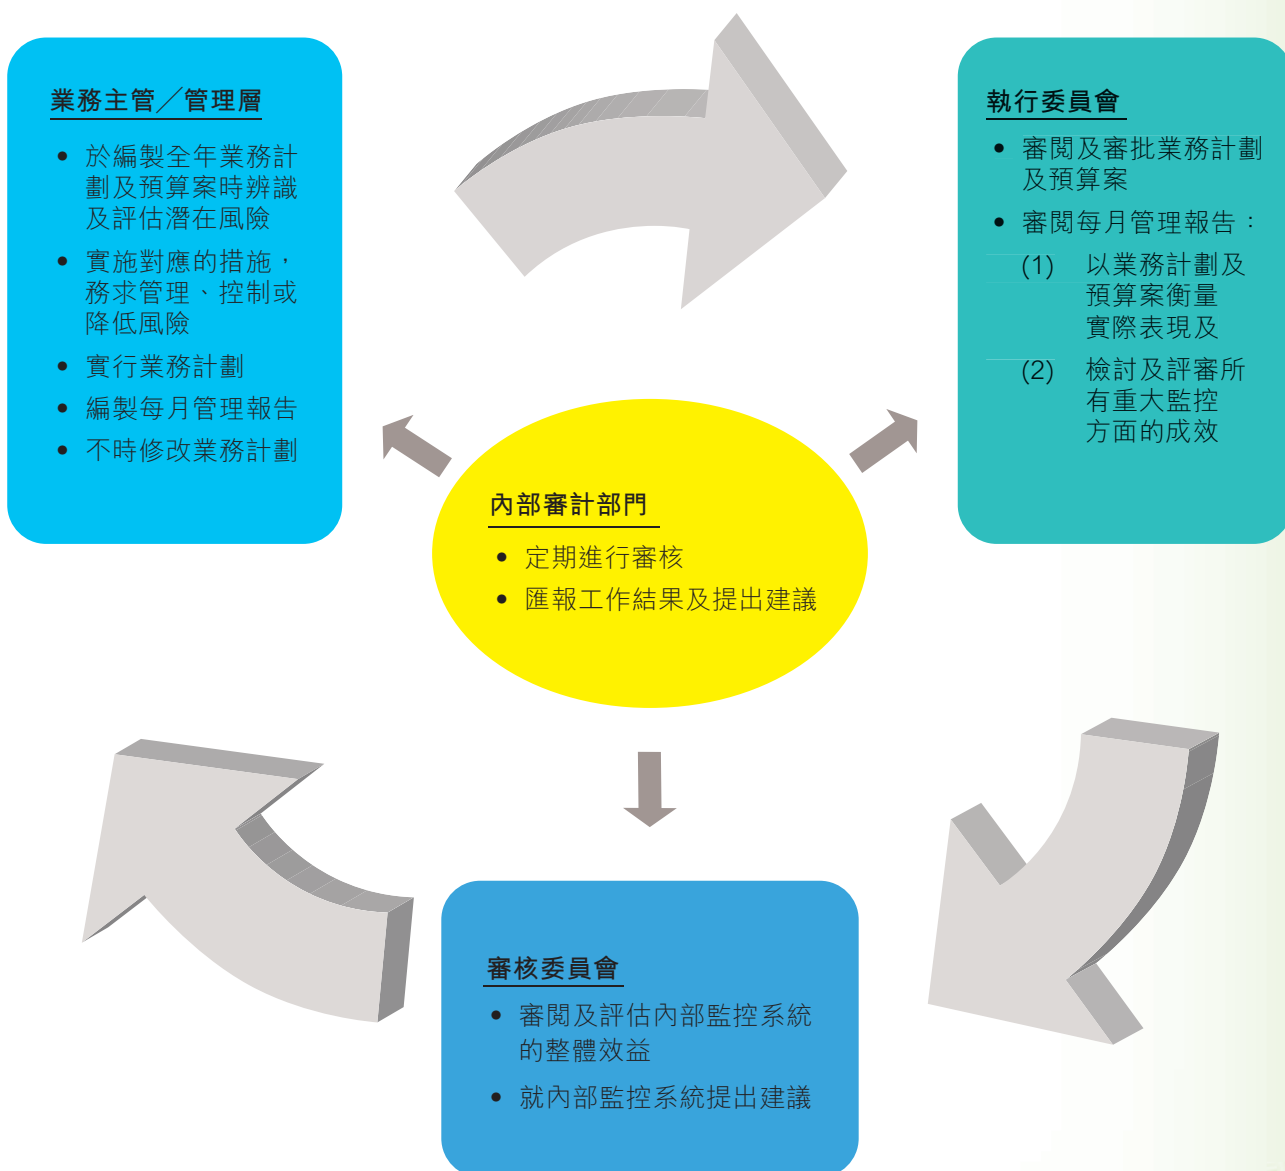 業務主管╱管理層
• 於編製全年業務計
劃及預算案時辨識
及評估潛在風險
• 實施對應的措施，
務求管理、控制或
降低風險
• 實行業務計劃
• 編製每月管理報告
• 不時修改業務計劃
執行委員會
• 審閱及審批業務計劃
及預算案
• 審閱每月管理報告：
(1) 以業務計劃及
預算案衡量
實際表現及
(2) 檢討及評審所
有重大監控
方面的成效
內部審計部門
• 定期進行審核
• 匯報工作結果及提出建議
審核委員會
• 審閱及評估內部監控系統
的整體效益
• 就內部監控系統提出建議